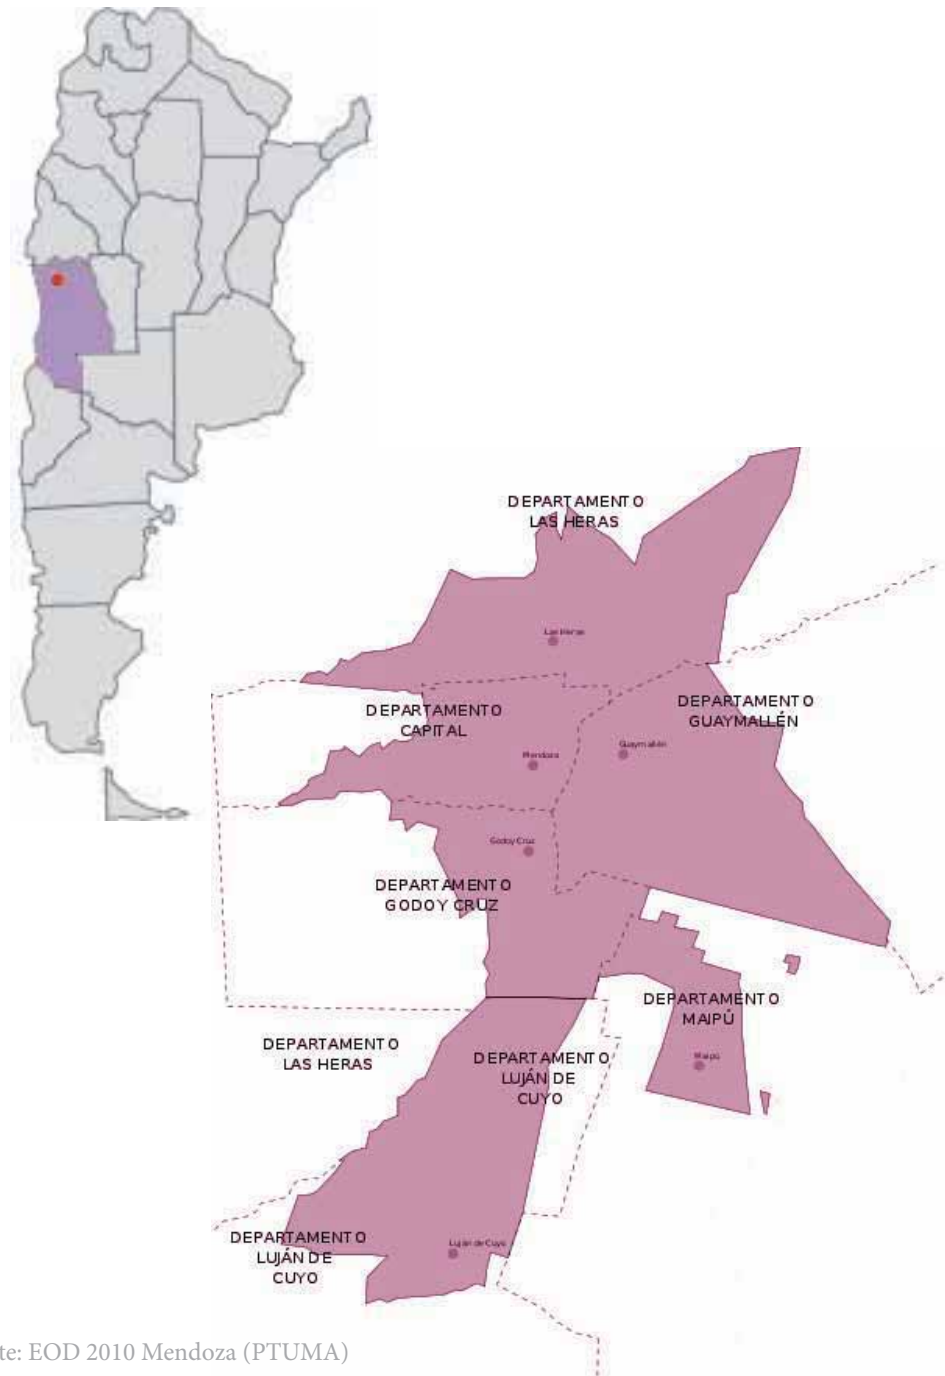 DEPARTAMENTO
LAS HERAS
Las Heras
DEPARTAMENTO
CAPITAL
DEPARTAMENTO
GUAYMALLÉN
Mendoza
Guaymallén
Godoy Cruz
DEPARTAMENTO
GODOY CRUZ
DEPARTAMENTO
MAIPÚ
Maipú
DEPARTAMENTO
LAS HERAS
DEPARTAMENTO
LUJÁN DE
CUYO
DEPARTAMENTO
LUJÁN DE
CUYO
Luján de Cuyo
te: EOD 2010 Mendoza (PTUMA)